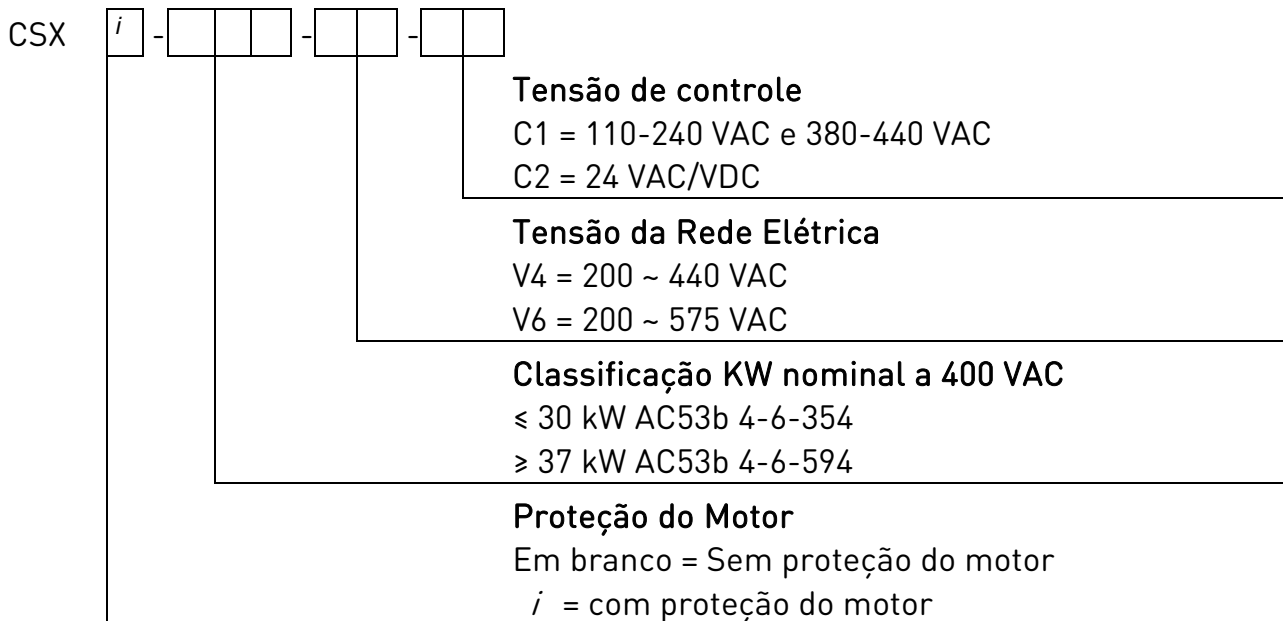 CSX i - - -
Tensão de controle
C1 = 110-240 VAC e 380-440 VAC
C2 = 24 VAC/VDC
Tensão da Rede Elétrica
V4 = 200 ~ 440 VAC
V6 = 200 ~ 575 VAC
Classificação KW nominal a 400 VAC
≤ 30 kW AC53b 4-6-354
≥ 37 kW AC53b 4-6-594
Proteção do Motor
Em branco = Sem proteção do motor
i = com proteção do motor